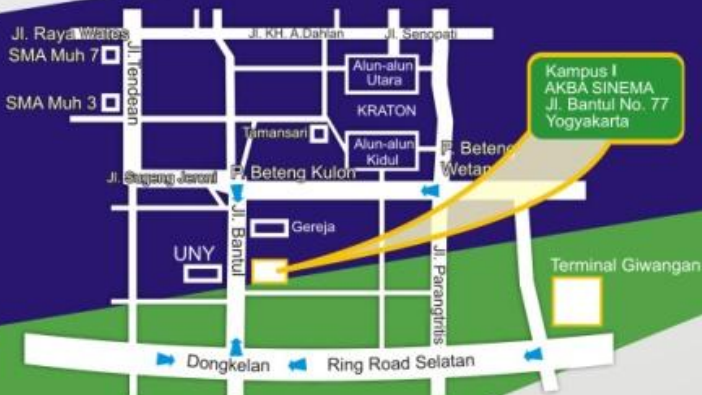 Jl. Raya Wates
Jl. KH. A.Dahlan
Jl. Senopati
SMA Muh 7
Jl. Tendean
Alun-alun
Utara
Kampus I
AKBA SINEMA
Jl. Bantul No. 77
Yogyakarta
SMA Muh 3
KRATON
Tamansari
Alun-alun
Kidul
P. Beteng
Wetan
Jl. Sugeng Jeroni
P. Beteng Kulon
Jl. Bantul
Gereja
UNY
Jl. Parangtritis
Terminal Giwangan
Dongkelan
Ring Road Selatan